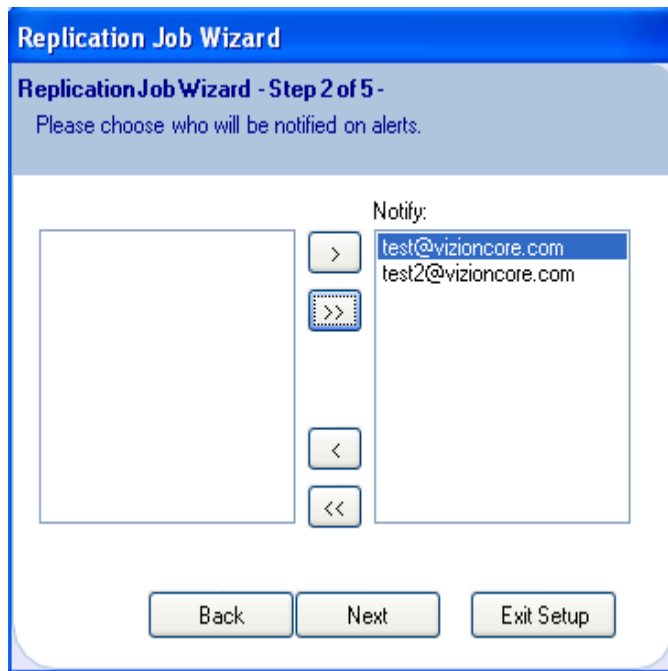 Replication Job Wizard
Replication Job Wizard - Step 2 of 5 -
Please choose who will be notified on alerts.
Notify:
>
test@vizioncore.com
test2@vizioncore.com
>>
<
<<
Back
Next
Exit Setup